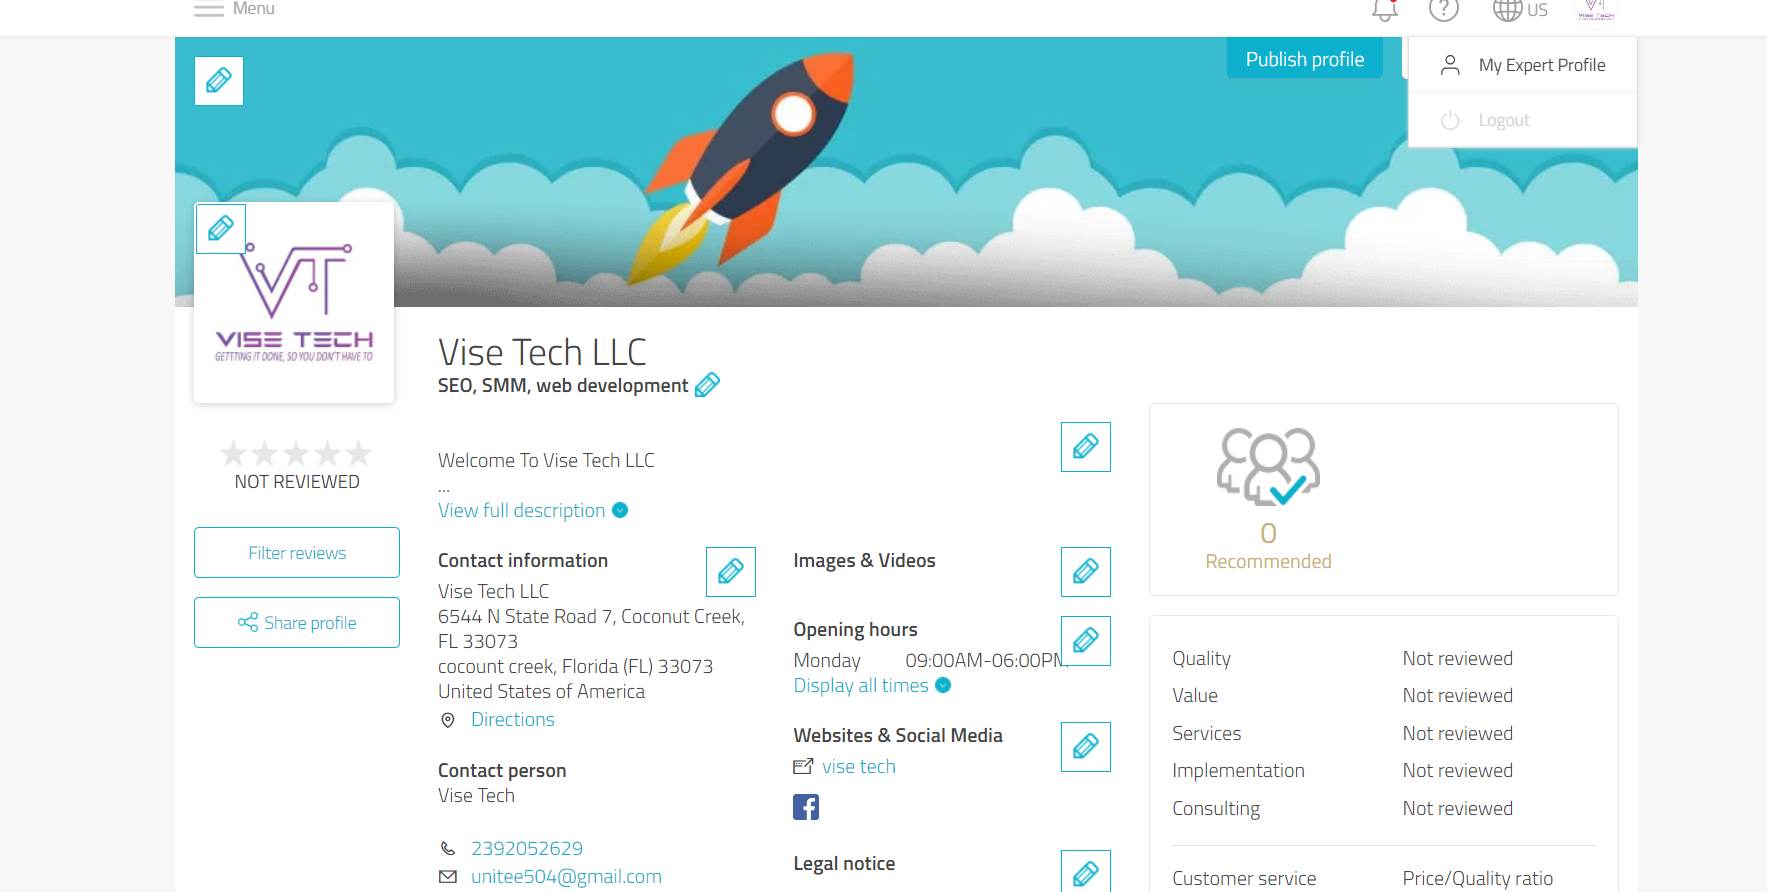 Menu
US
Publish profile
My Expert Profile
Logout
VT
VISE TECH
GETTTING IT DONE, SO YOU DON'T HAVE TO
Vise Tech LLC
SEO, SMM, web development
NOT REVIEWED
Filter reviews
Share profile
Welcome To Vise Tech LLC
...
View full description
Contact information
Vise Tech LLC
6544 N State Road 7, Coconut Creek,
FL 33073
cocount creek, Florida (FL) 33073
United States of America
Directions
Contact person
Vise Tech
2392052629
unitee504@gmail.com
Images & Videos
Opening hours
Monday 09:00AM-06:00PM
Display all times
Websites & Social Media
vise tech
Legal notice
0
Recommended
Quality Not reviewed
Value Not reviewed
Services Not reviewed
Implementation Not reviewed
Consulting Not reviewed
Customer service Price/Quality ratio